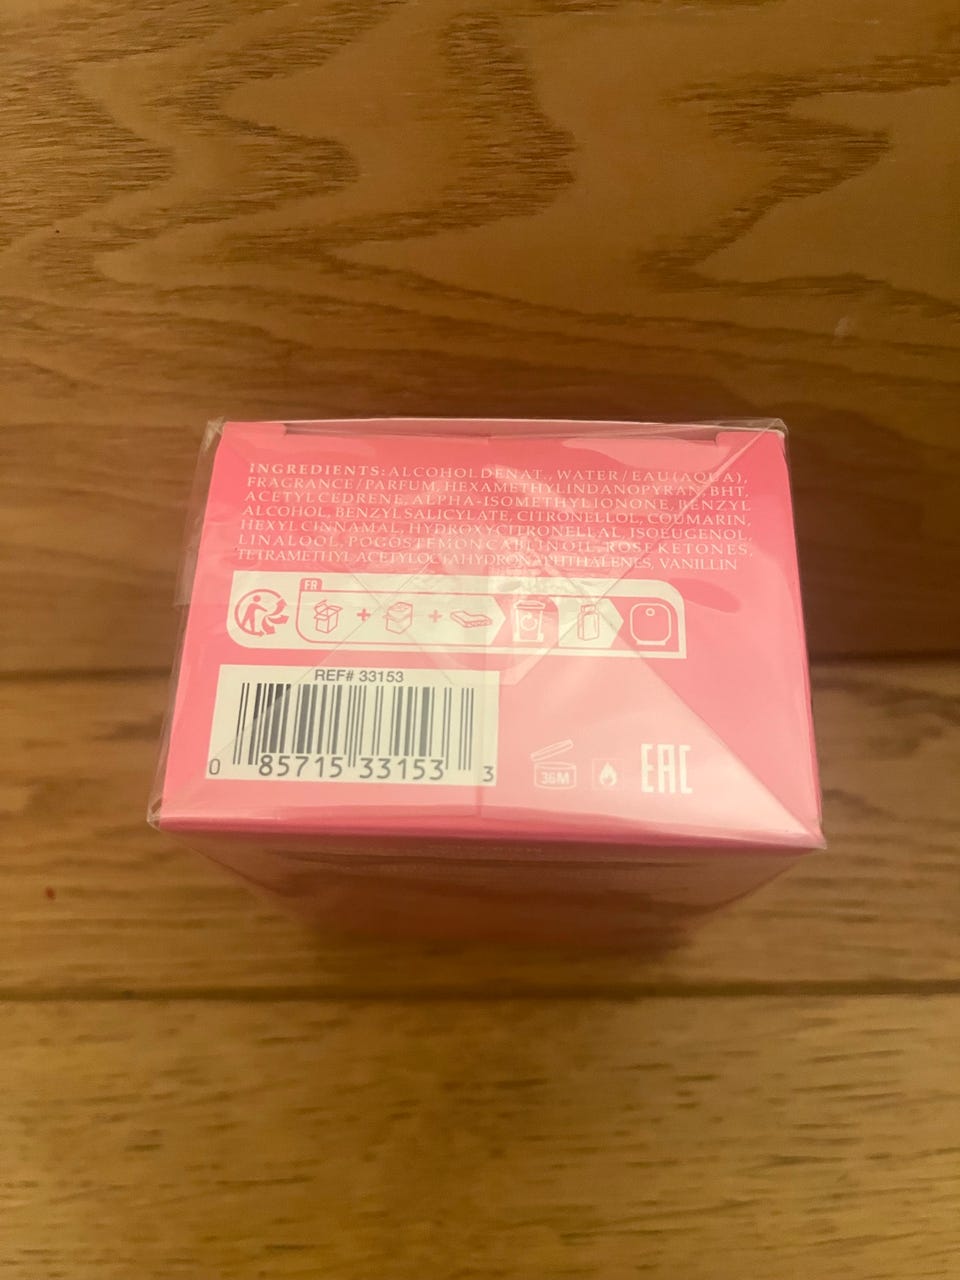 INGREDIENTS: ALCOHOL DENAT., WATER/EAU(AQUA),
FRAGRANCE/PARFUM, HEXAMETHYLINDANOPYRAN, BHT,
ACETYL CEDRENE, ALPHA-ISOMETHYL IONONE, BENZYL
ALCOHOL, BENZYL SALICYLATE, CITRONELLOL, COUMARIN,
HEXYL CINNAMAL, HYDROXYCITRONELLAL, ISOEUGENOL,
LINALOOL, POGOSTEMON CABLIN OIL, ROSE KETONES,
TETRAMETHYL ACETYLOCTAHYDRONAPHTHALENES, VANILLIN
FR
REF# 33153
0 85715 33153 3
36M
EAC